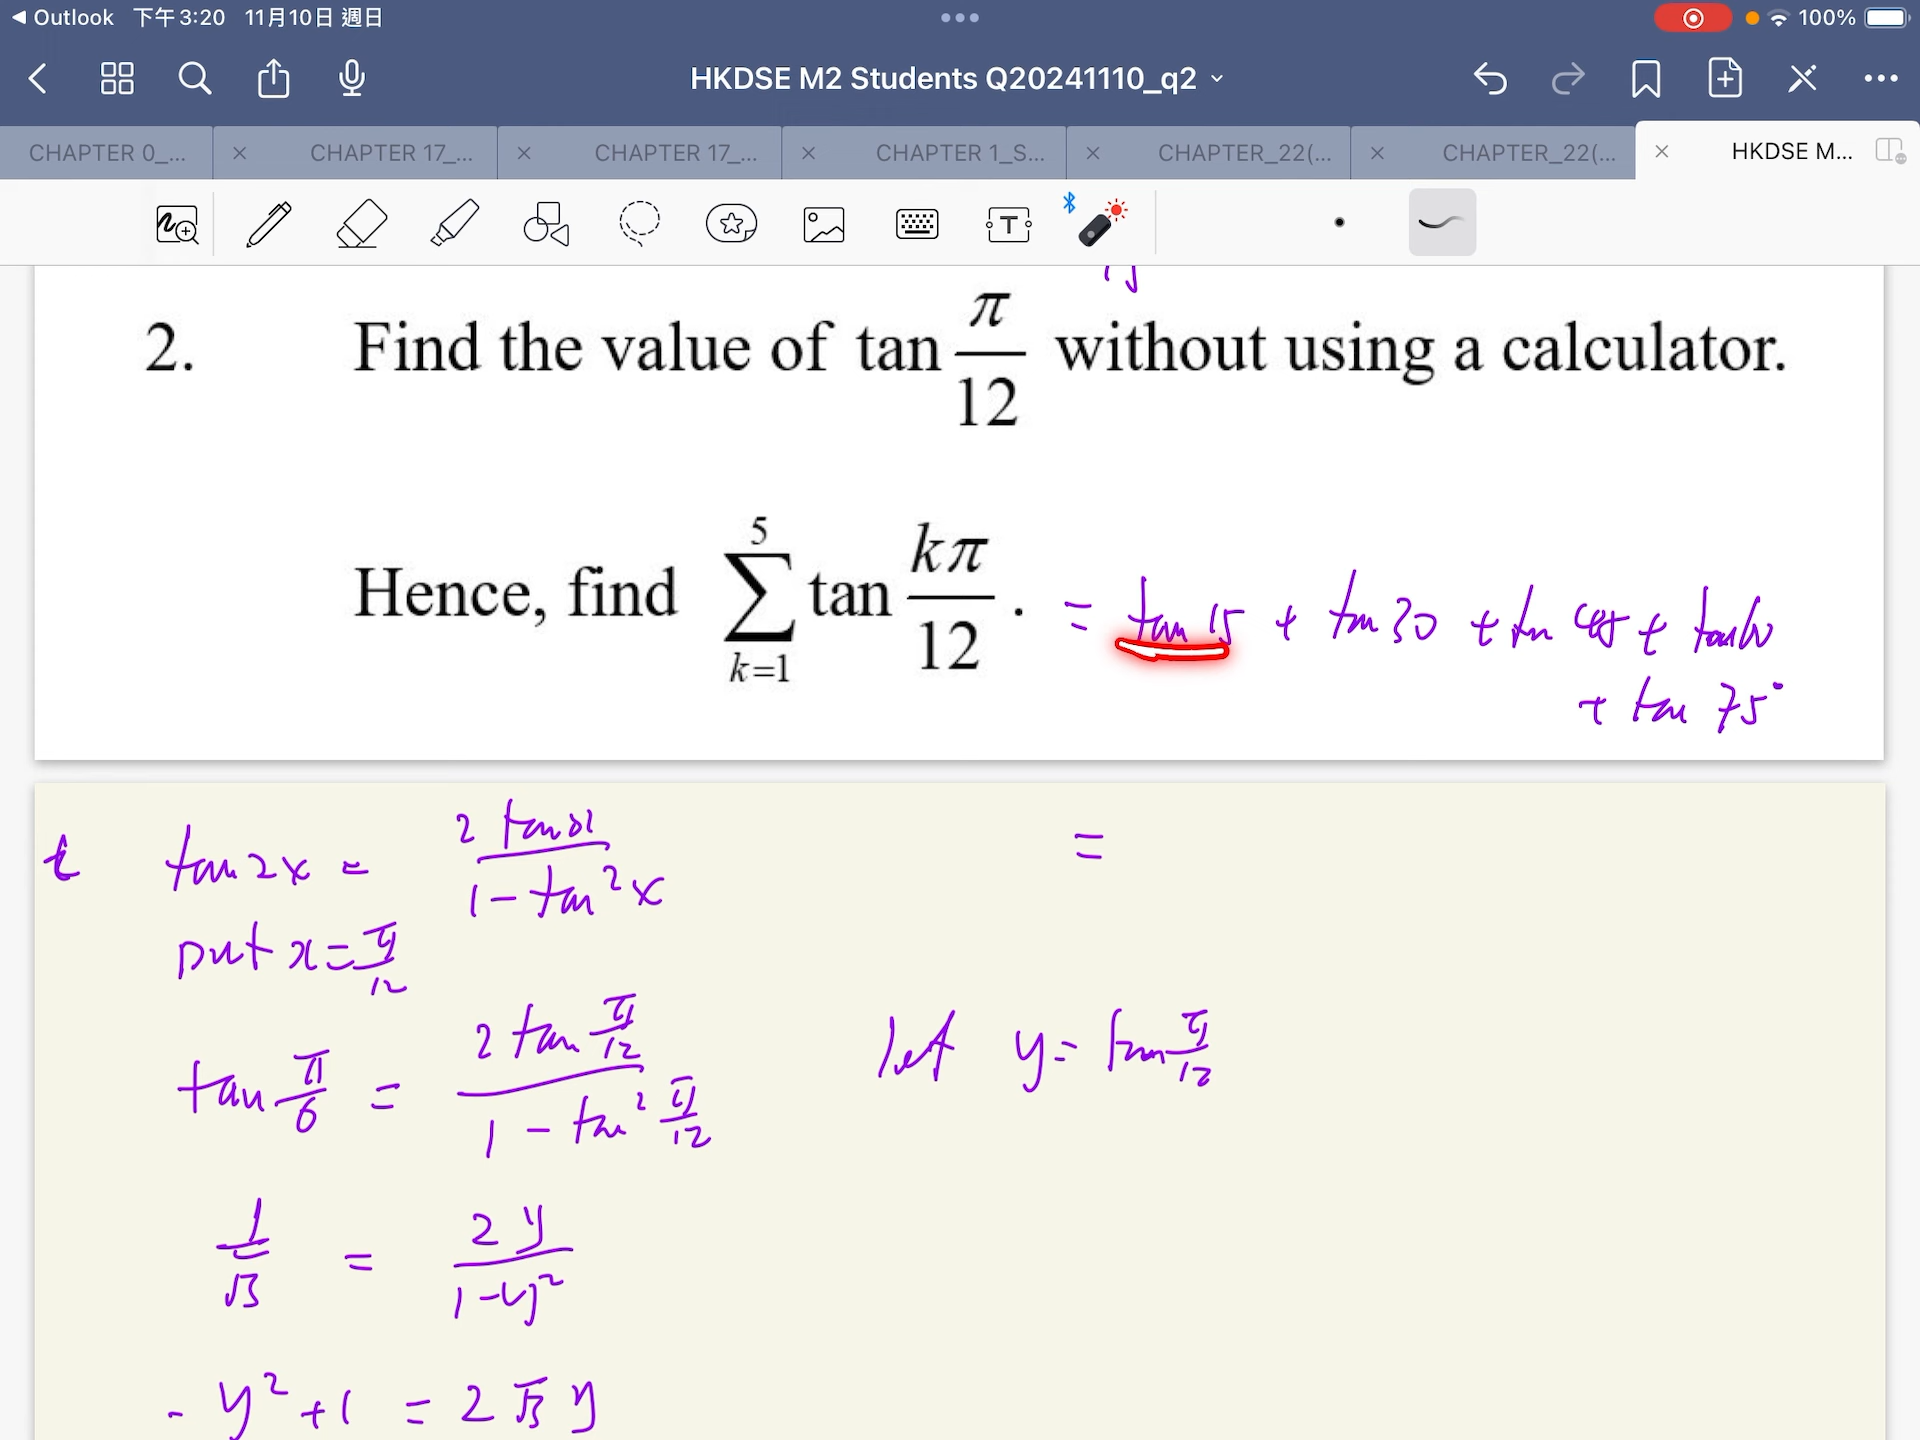 ◀ Outlook 下午3:20 11月10日 週日 100%
HKDSE M2 Students Q20241110_q2
CHAPTER 0_... CHAPTER 17_... CHAPTER 17_... CHAPTER 1_S... CHAPTER_22(... CHAPTER_22(... HKDSE M...
2. Find the value of tan π/12 without using a calculator.
Hence, find ∑_{k=1}^{5} tan kπ/12 . = tan 15 + tan 30 + tan 45 + tan 60
+ tan 75°
t tan 2x = 2 tan x / 1 - tan² x =
put x = π/12
tan π/6 = 2 tan π/12 / 1 - tan² π/12 let y = tan π/12
1/√3 = 2y / 1-y²
- y² + 1 = 2√3 y